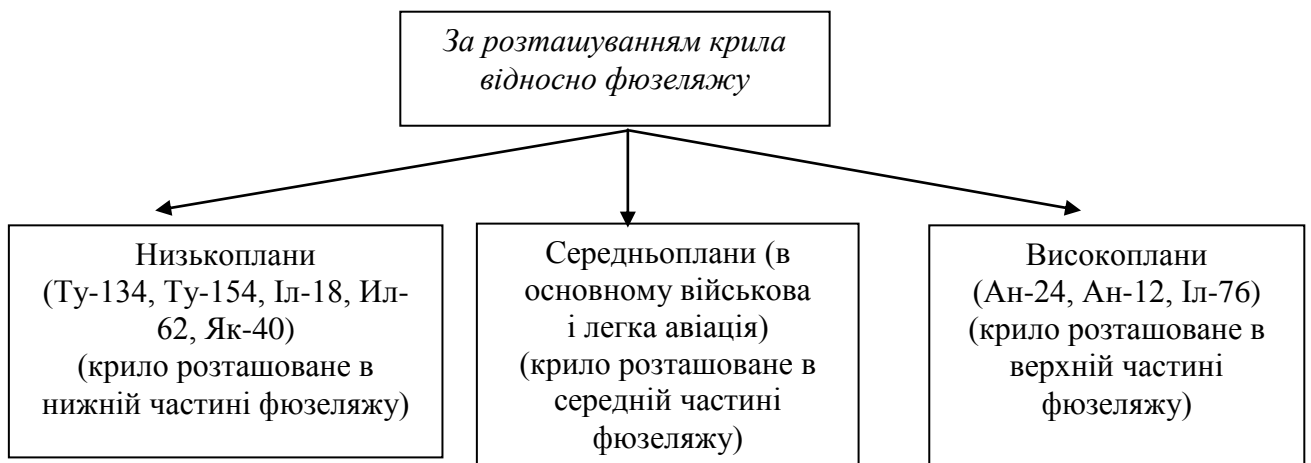 За розташуванням крила
відносно фюзеляжу
Низькоплани
(Ту-134, Ту-154, Іл-18, Ил-
62, Як-40)
(крило розташоване в
нижній частині фюзеляжу)
Середньоплани (в
основному військова
і легка авіація)
(крило розташоване в
середній частині
фюзеляжу)
Високоплани
(Ан-24, Ан-12, Іл-76)
(крило розташоване в
верхній частині
фюзеляжу)